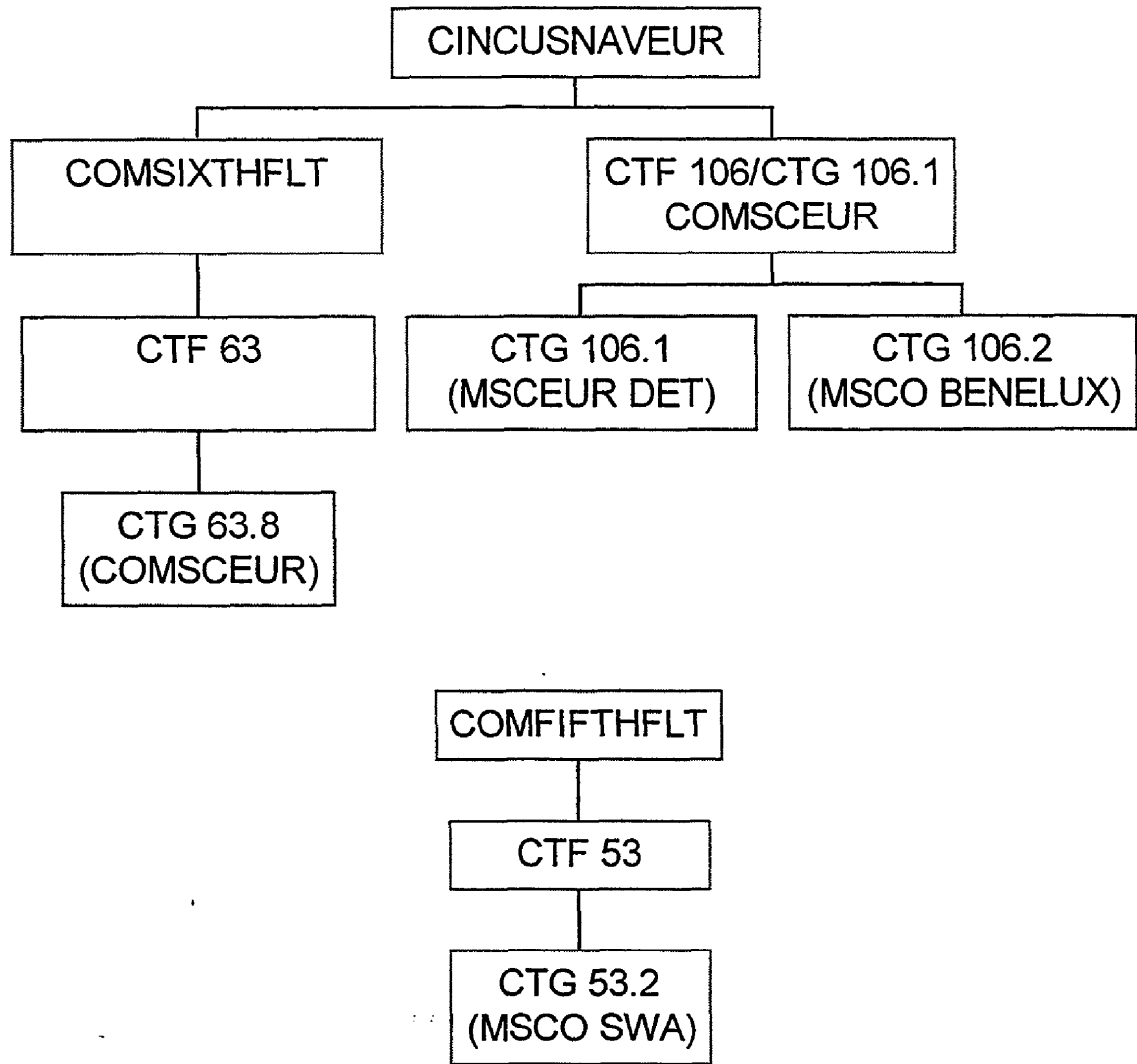 CINCUSNAVEUR
COMSIXTHFLT
CTF 106/CTG 106.1
COMSCEUR
CTF 63
CTG 106.1
(MSCEUR DET)
CTG 106.2
(MSCO BENELUX)
CTG 63.8
(COMSCEUR)
COMFIFTHFLT
CTF 53
CTG 53.2
(MSCO SWA)